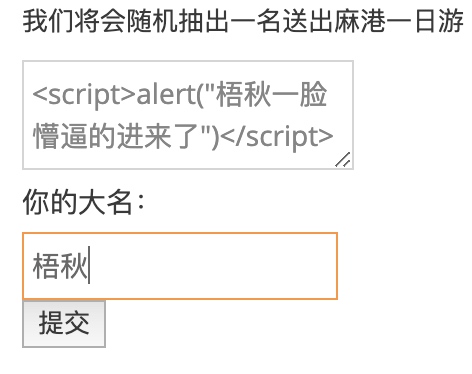 我们将会随机抽出一名送出麻港一日游
<script>alert("梧秋一脸
懵逼的进来了")</script>
你的大名：
梧秋
提交